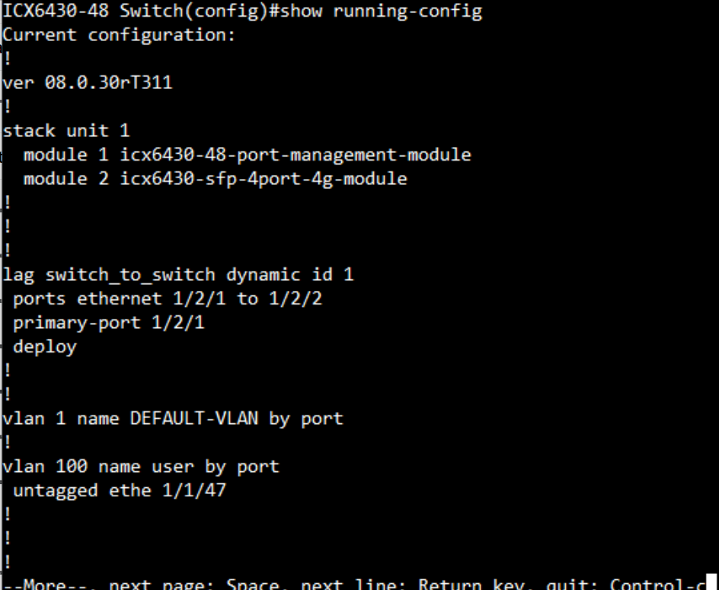 ICX6430-48 Switch(config)#show running-config
Current configuration:
!
ver 08.0.30rT311
!
stack unit 1
  module 1 icx6430-48-port-management-module
  module 2 icx6430-sfp-4port-4g-module
!
!
!
lag switch_to_switch dynamic id 1
 ports ethernet 1/2/1 to 1/2/2
 primary-port 1/2/1
 deploy
!
!
vlan 1 name DEFAULT-VLAN by port
!
vlan 100 name user by port
 untagged ethe 1/1/47
!
!
!
--More--, next page: Space, next line: Return key, quit: Control-c